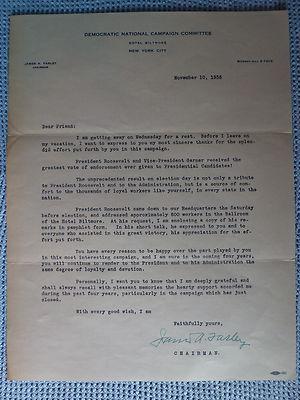 DEMOCRATIC NATIONAL CAMPAIGN COMMITTEE
HOTEL BILTMORE
NEW YORK CITY
JAMES A. FARLEY
CHAIRMAN
November 10, 1936
Dear Friend:
I am getting away on Wednesday for a rest. Before I leave on
my vacation, I want to express to you my most sincere thanks for the splen-
did effort put forth by you in this campaign.
President Roosevelt and Vice-President Garner received the
greatest vote of endorsement ever given to Presidential Candidates!
The unprecedented result on election day is not only a tribute
to President Roosevelt and to the Administration, but is a source of com-
fort to the thousands of loyal workers like yourself, in every state in the
nation.
President Roosevelt came down to our Headquarters the Saturday
before election, and addressed approximately 600 workers in the Ballroom
of the Hotel Biltmore. At his request, I am enclosing a copy of his re-
marks in pamphlet form. In his short talk, he expressed to you and to
everyone who assisted in this great victory, his appreciation for the ef-
fort put forth.
You have every reason to be happy over the part played by you
in this most interesting campaign, and I am sure in the coming four years,
you will continue to render to the President and to his Administration the
same degree of loyalty and devotion.
Personally, I want you to know that I am deeply grateful and
shall always recall with pleasant memories the hearty support accorded me
during the past four years, particularly in the campaign which has just
closed.
With every good wish, I am
Faithfully yours,
James A. Farley
CHAIRMAN.